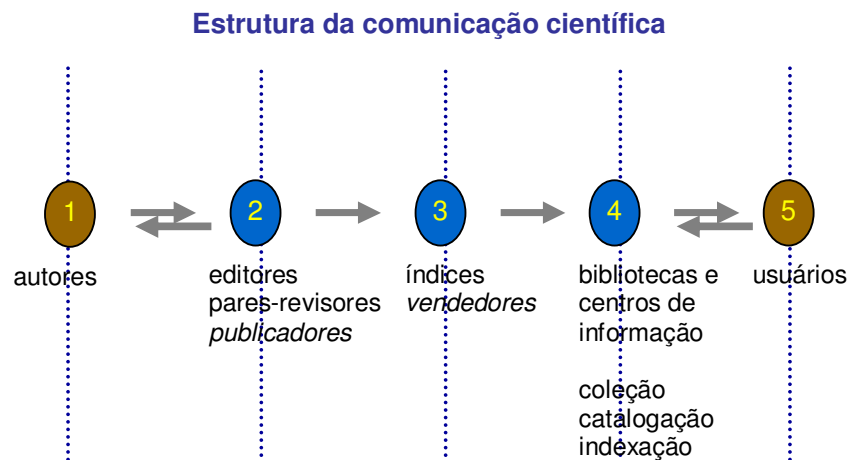 Estrutura da comunicação científica
1
2
3
4
5
autores
editores
pares-revisores
publicadores
índices
vendedores
bibliotecas e
centros de
informação
coleção
catalogação
indexação
usuários